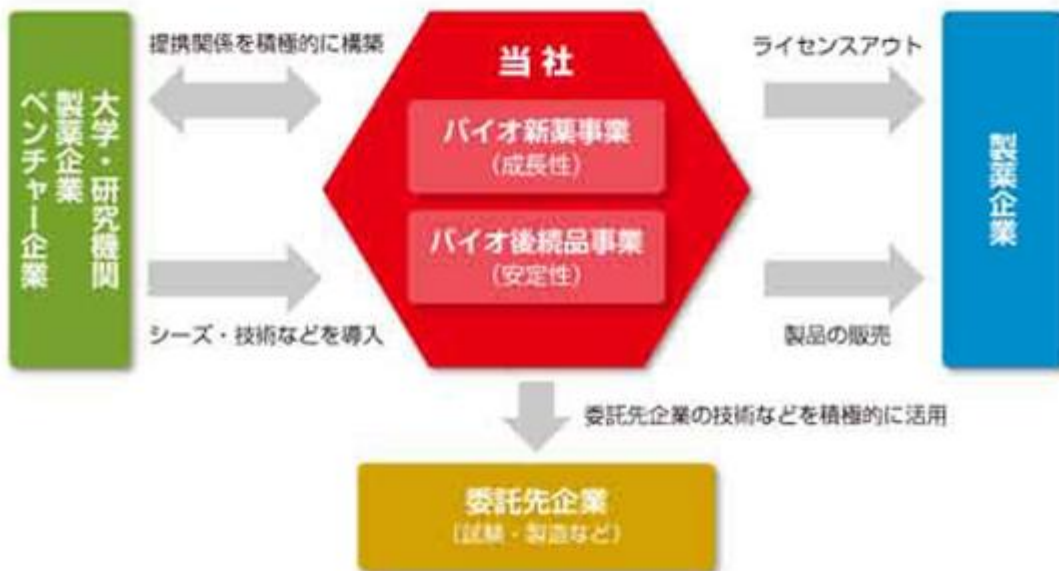 大学・研究機関
製薬企業
ベンチャー企業
提携関係を積極的に構築
シーズ・技術などを導入
当社
バイオ新薬事業
(成長性)
バイオ後続品事業
(安定性)
ライセンスアウト
製品の販売
製薬企業
委託先企業の技術などを積極的に活用
委託先企業
(試験・製造など)